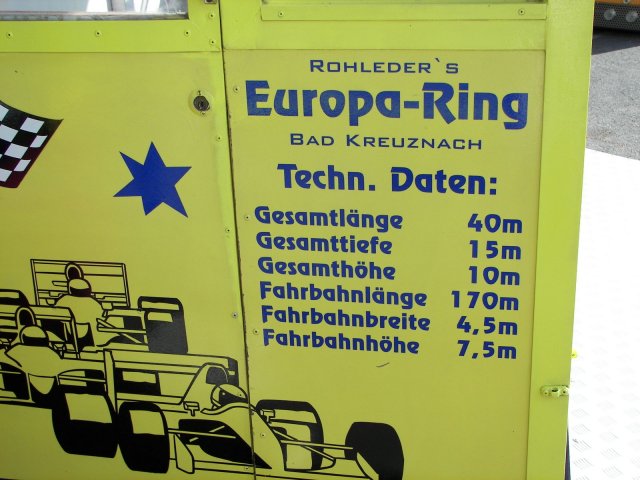 Rohleder`s
Europa-Ring
Bad Kreuznach
Techn. Daten:
Gesamtlänge 40m
Gesamttiefe 15m
Gesamthöhe 10m
Fahrbahnlänge 170m
Fahrbahnbreite 4,5m
Fahrbahnhöhe 7,5m